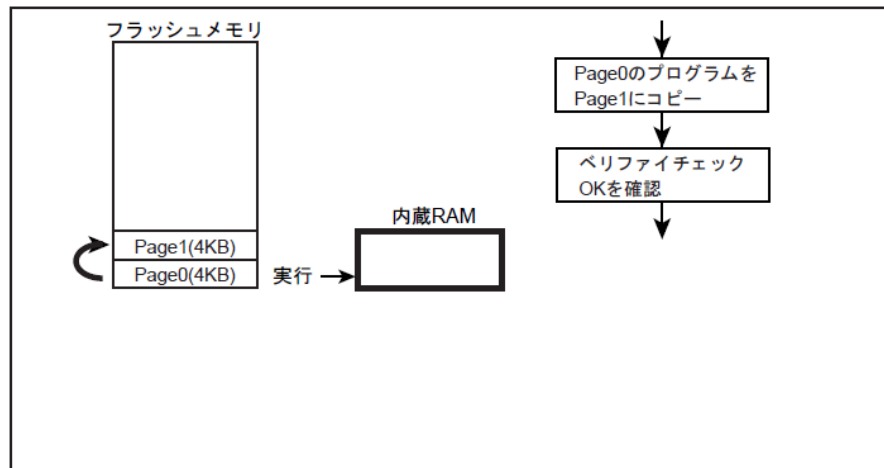 フラッシュメモリ
Page1(4KB)
Page0(4KB)
実行
内蔵RAM
Page0のプログラムを
Page1にコピー
ベリファイチェック
OKを確認